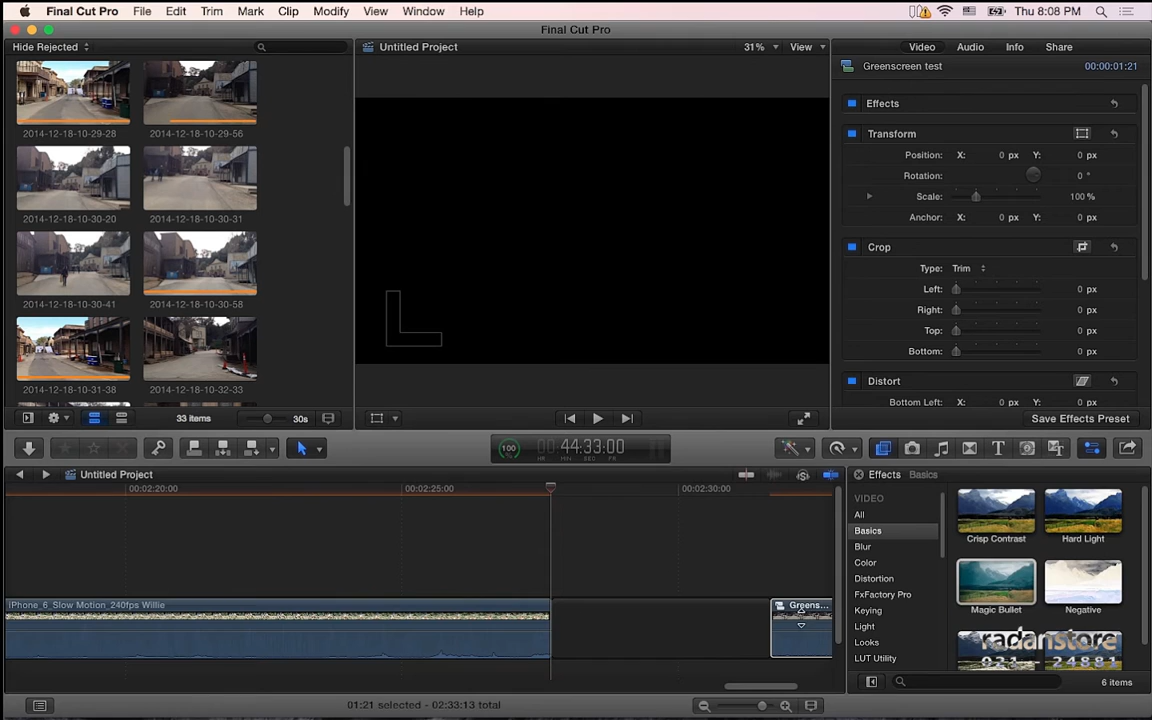 Final Cut Pro File Edit Trim Mark Clip Modify View Window Help Thu 8:08 PM
Final Cut Pro
Hide Rejected
Untitled Project 31% View
Video Audio Info Share
Greenscreen test 00:00:01:21
2014-12-18-10-29-28 2014-12-18-10-29-56
2014-12-18-10-30-20 2014-12-18-10-30-31
2014-12-18-10-30-41 2014-12-18-10-30-58
2014-12-18-10-31-38 2014-12-18-10-32-33
Effects
Transform
Position: X: 0 px Y: 0 px
Rotation: 0 °
Scale: 100 %
Anchor: X: 0 px Y: 0 px
Crop
Type: Trim
Left: 0 px
Right: 0 px
Top: 0 px
Bottom: 0 px
Distort
Bottom Left: X: 0 px Y: 0 px
33 items 30s
Save Effects Preset
100 00:44:33:00
HR MIN SEC FR
Untitled Project
00:02:20:00 00:02:25:00 00:02:30:00
iPhone_6_Slow Motion_240fps Willie
Greens...
Effects Basics
VIDEO
All
Basics
Blur
Color
Distortion
FxFactory Pro
Keying
Light
Looks
LUT Utility
Crisp Contrast Hard Light
Magic Bullet Negative
radanstore
021 - 24881
6 items
01:21 selected - 02:33:13 total